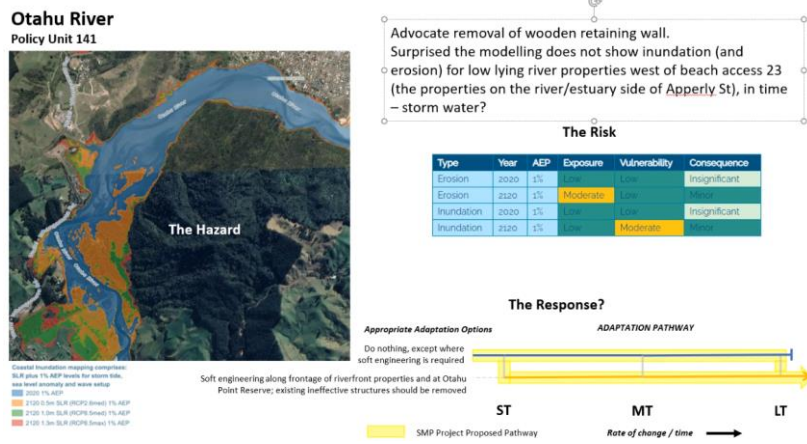 Otahu River
Policy Unit 141
Advocate removal of wooden retaining wall.
Surprised the modelling does not show inundation (and
erosion) for low lying river properties west of beach access 23
(the properties on the river/estuary side of Apperly St), in time
– storm water?
The Risk
Type Year AEP Exposure Vulnerability Consequence
Erosion 2020 1% Low Low Insignificant
Erosion 2120 1% Moderate Low Minor
Inundation 2020 1% Low Low Insignificant
Inundation 2120 1% Low Moderate Minor
Otahu River
Otahu River
The Hazard
Otahu River
Coastal Inundation mapping comprises:
SLR plus 1% AEP levels for storm tide,
sea level anomaly and wave setup
2020 1% AEP
2120 0.5m SLR (RCP2.6med) 1% AEP
2120 1.0m SLR (RCP8.5med) 1% AEP
2120 1.3m SLR (RCP8.5max) 1% AEP
The Response?
Appropriate Adaptation Options
ADAPTATION PATHWAY
Do nothing, except where
soft engineering is required
Soft engineering along frontage of riverfront properties and at Otahu
Point Reserve; existing ineffective structures should be removed
ST MT LT
SMP Project Proposed Pathway
Rate of change / time